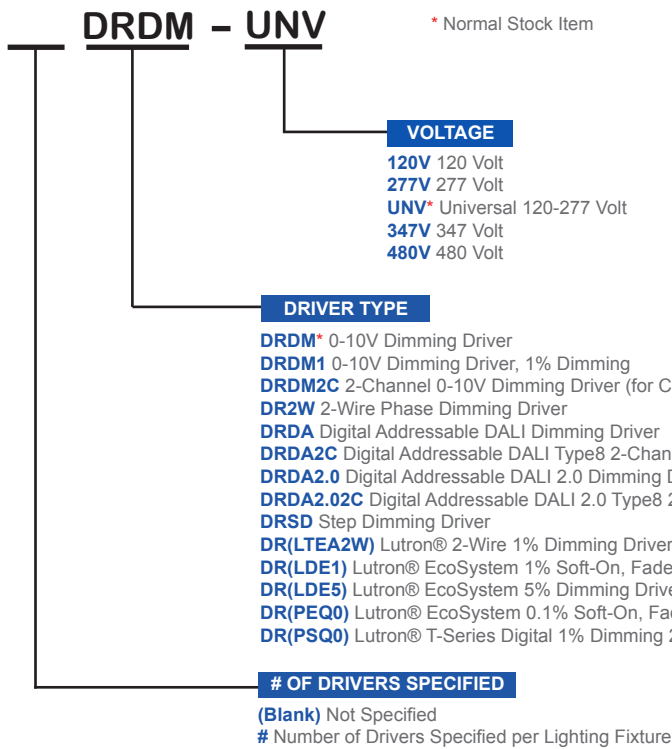 DRDM – UNV
* Normal Stock Item
VOLTAGE
120V 120 Volt
277V 277 Volt
UNV* Universal 120-277 Volt
347V 347 Volt
480V 480 Volt
DRIVER TYPE
DRDM* 0-10V Dimming Driver
DRDM1 0-10V Dimming Driver, 1% Dimming
DRDM2C 2-Channel 0-10V Dimming Driver (for
DR2W 2-Wire Phase Dimming Driver
DRDA Digital Addressable DALI Dimming Driver
DRDA2C Digital Addressable DALI Type8
DRDA2.0 Digital Addressable DALI 2.0 Dimming
DRDA2.02C Digital Addressable DALI 2.0 Type8
DRSD Step Dimming Driver
DR(LTEA2W) Lutron® 2-Wire 1% Dimming Driver
DR(LDE1) Lutron® EcoSystem 1% Soft-On,
DR(LDE5) Lutron® EcoSystem 5% Dimming
DR(PEQ0) Lutron® EcoSystem 0.1% Soft-On,
DR(PSQ0) Lutron® T-Series Digital 1% Dimming
# OF DRIVERS SPECIFIED
(Blank) Not Specified
# Number of Drivers Specified per Lighting Fixture